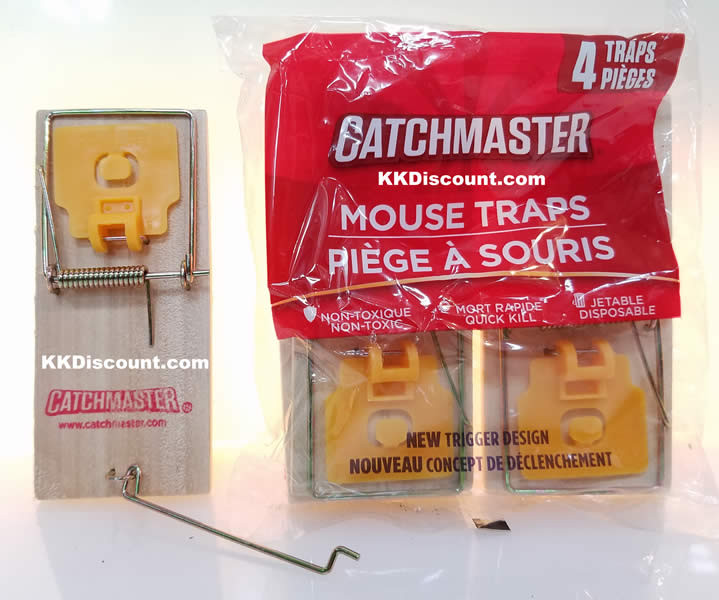 KKDiscount.com
CATCHMASTER
www.catchmaster.com
4 TRAPS
PIÈGES
CATCHMASTER
KKDiscount.com
MOUSE TRAPS
PIÈGE À SOURIS
NON-TOXIQUE
NON-TOXIC
MORT RAPIDE
QUICK KILL
JETABLE
DISPOSABLE
NEW TRIGGER DESIGN
NOUVEAU CONCEPT DE DÉCLENCHEMENT